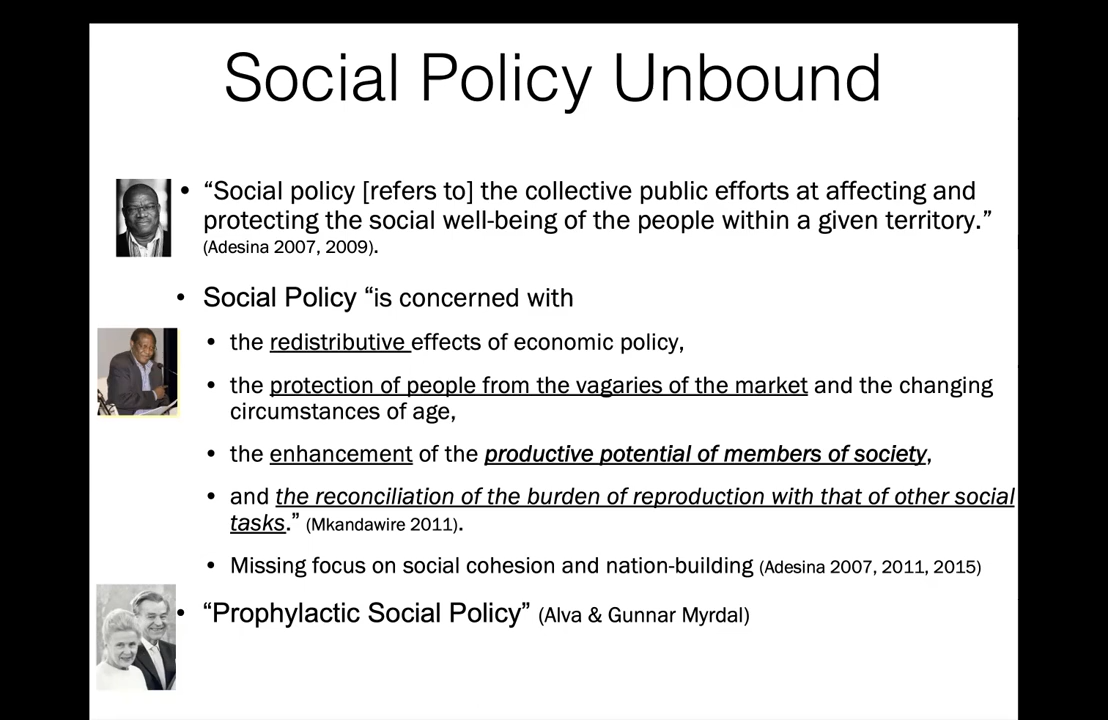 Social Policy Unbound
• “Social policy [refers to] the collective public efforts at affecting and
protecting the social well-being of the people within a given territory.”
(Adesina 2007, 2009).
• Social Policy “is concerned with
• the redistributive effects of economic policy,
• the protection of people from the vagaries of the market and the changing
circumstances of age,
• the enhancement of the productive potential of members of society,
• and the reconciliation of the burden of reproduction with that of other social
tasks.” (Mkandawire 2011).
• Missing focus on social cohesion and nation-building (Adesina 2007, 2011, 2015)
• “Prophylactic Social Policy” (Alva & Gunnar Myrdal)